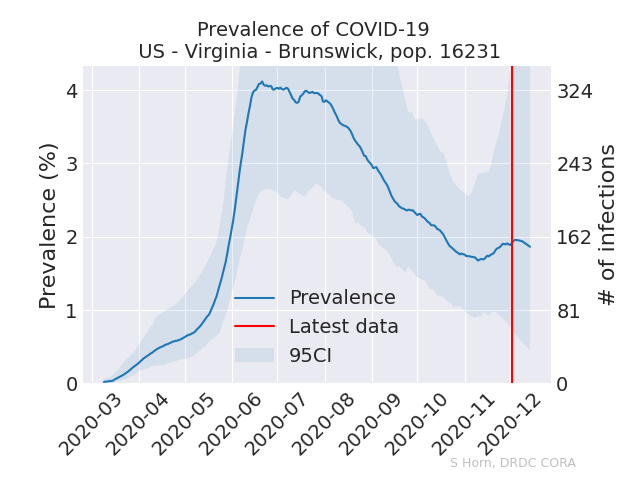 Prevalence of COVID-19
US - Virginia - Brunswick, pop. 16231
Prevalence (%)
4
3
2
1
0
324
243
162
81
0
# of infections
Prevalence
Latest data
95CI
2020-03
2020-04
2020-05
2020-06
2020-07
2020-08
2020-09
2020-10
2020-11
2020-12
S Horn, DRDC CORA